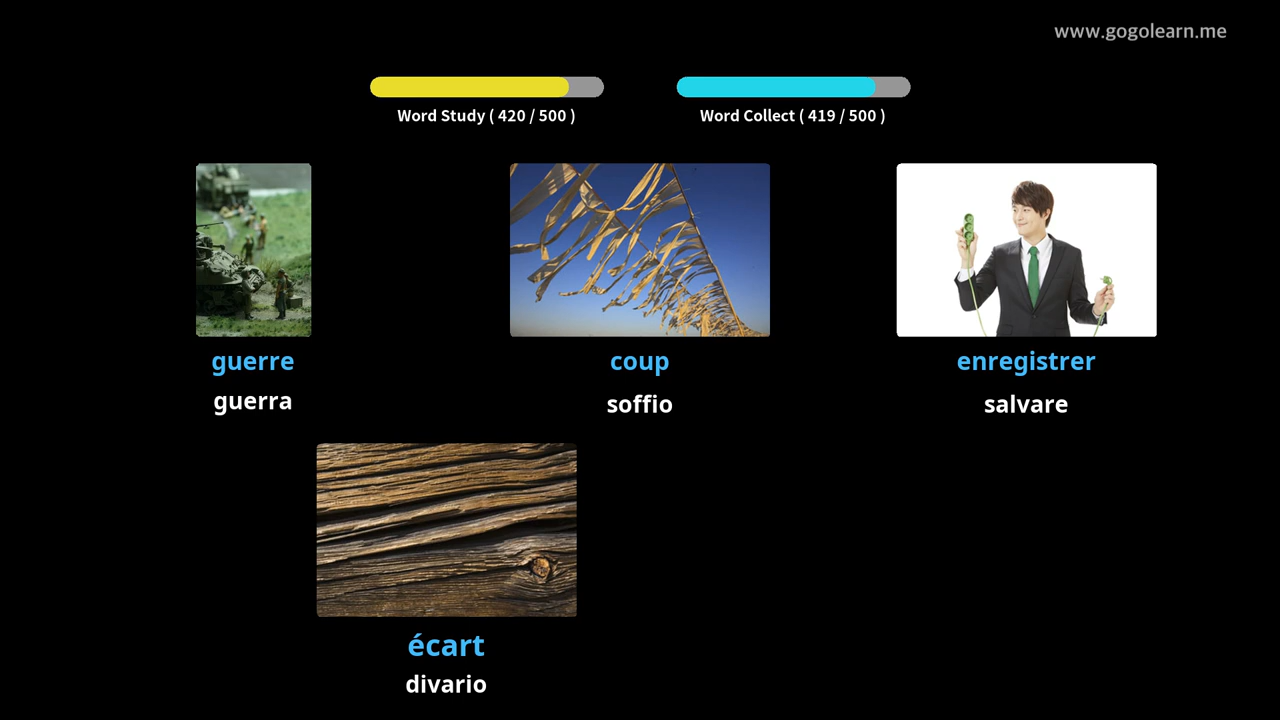 www.gogolearn.me
Word Study ( 420 / 500 )
Word Collect ( 419 / 500 )
guerre
guerra
coup
soffio
enregistrer
salvare
écart
divario